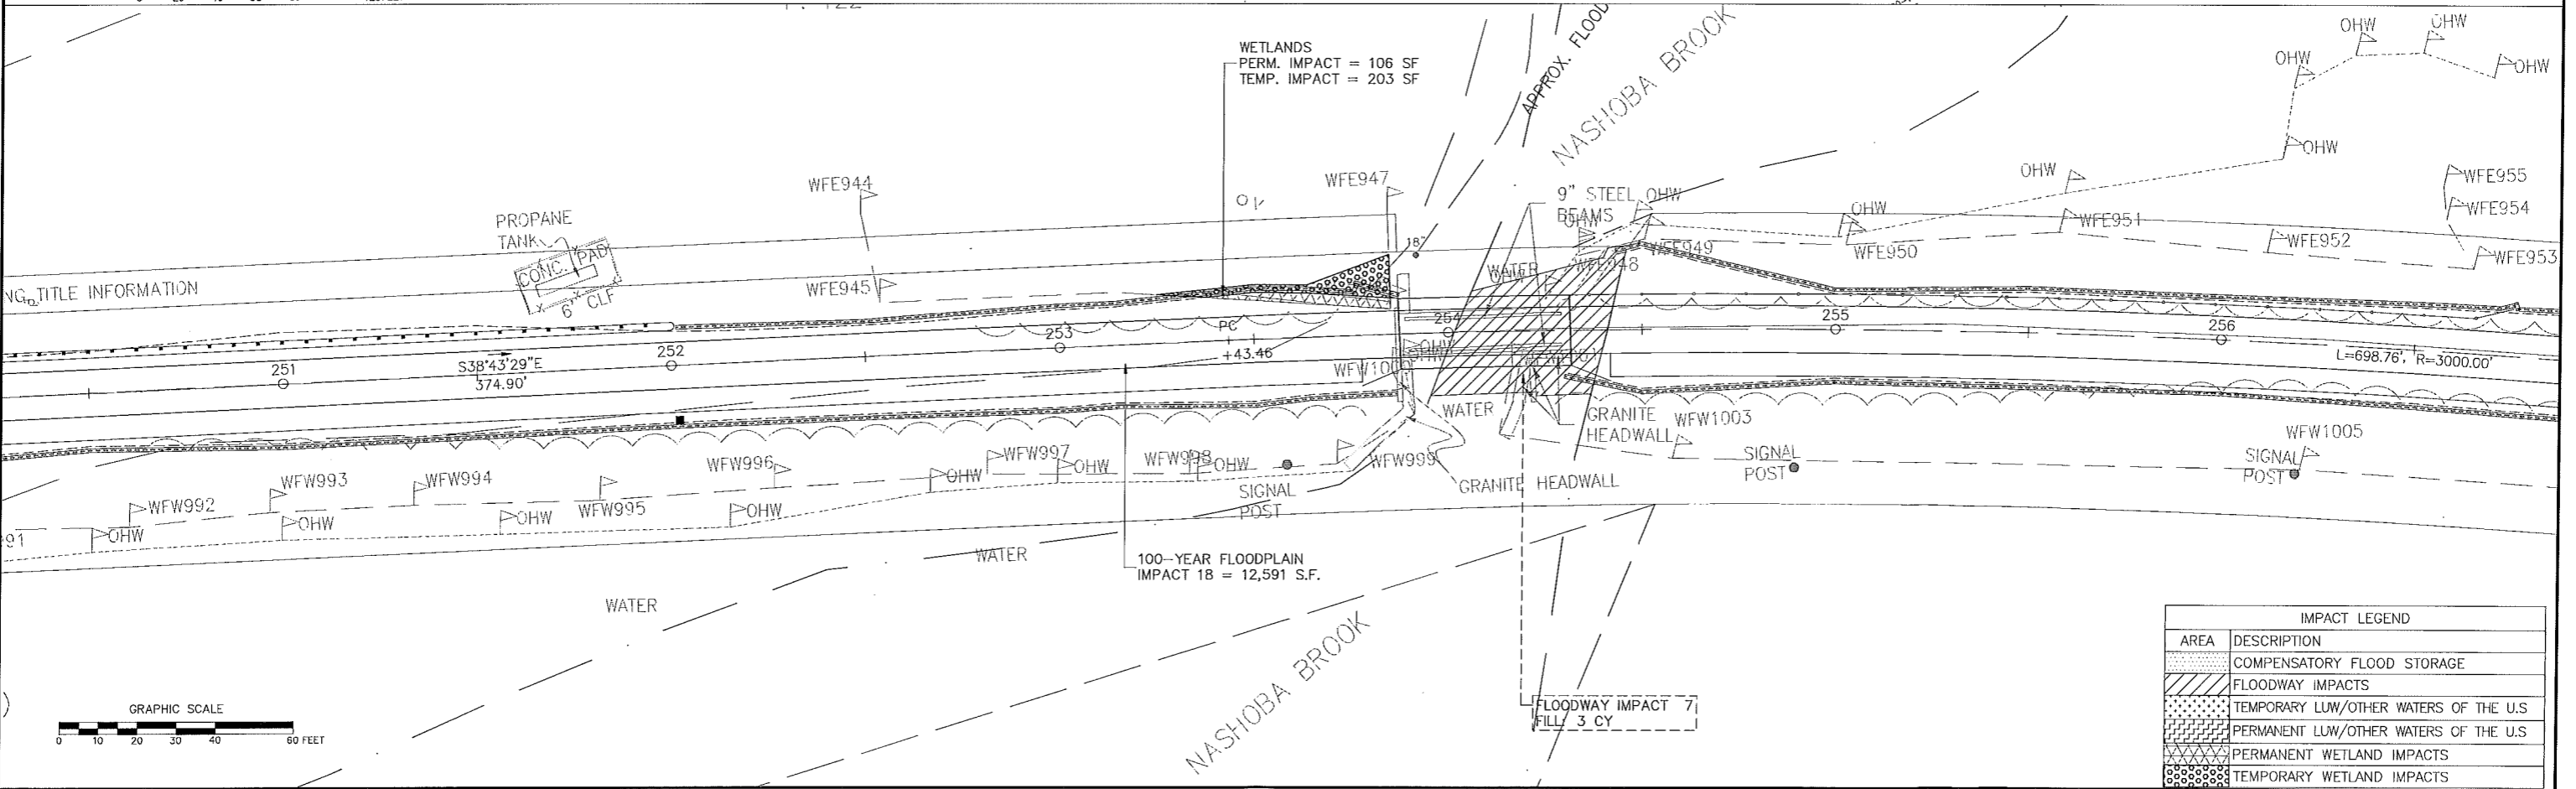 WETLANDS
PERM. IMPACT = 106 SF
TEMP. IMPACT = 203 SF
APPROX. FLOOD
NASHOBA BROOK
OHW
OHW
OHW
OHW
OHW
OHW
WFE944
WFE947
9" STEEL
BEAMS
OHW
OHW
WFE955
WFE954
PROPANE
TANK
CONC. PAD
6' CLF
18"
WFE951
WFE952
WFE953
WFE949
WFE950
WFE948
WATER
TITLE INFORMATION
WFE945
251
252
253
254
255
256
S38°43'29"E
374.90'
PC
+43.46
L=698.76', R=3000.00'
OHW
WATER
GRANITE
HEADWALL
WFW1003
WFW1005
SIGNAL
POST
SIGNAL
POST
WFW992
WFW993
WFW994
WFW995
WFW996
WFW997
WFW998
WFW999
OHW
OHW
OHW
OHW
OHW
OHW
OHW
SIGNAL
POST
GRANITE HEADWALL
WATER
100-YEAR FLOODPLAIN
IMPACT 18 = 12,591 S.F.
WATER
NASHOBA BROOK
FLOODWAY IMPACT 7
FILL: 3 CY
GRAPHIC SCALE
0 10 20 30 40 60 FEET
IMPACT LEGEND
AREA DESCRIPTION
COMPENSATORY FLOOD STORAGE
FLOODWAY IMPACTS
TEMPORARY LUW/OTHER WATERS OF THE U.S
PERMANENT LUW/OTHER WATERS OF THE U.S
PERMANENT WETLAND IMPACTS
TEMPORARY WETLAND IMPACTS